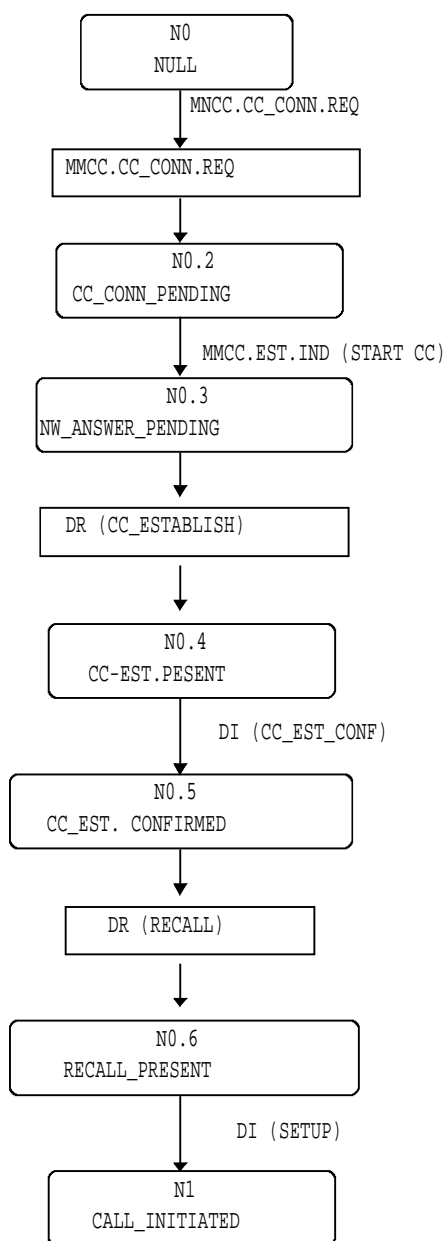 N0
NULL
MNCC.CC_CONN.REQ
MMCC.CC_CONN.REQ
N0.2
CC_CONN_PENDING
MMCC.EST.IND (START CC)
N0.3
NW_ANSWER_PENDING
DR (CC_ESTABLISH)
N0.4
CC-EST.PESENT
DI (CC_EST_CONF)
N0.5
CC_EST. CONFIRMED
DR (RECALL)
N0.6
RECALL_PRESENT
DI (SETUP)
N1
CALL_INITIATED